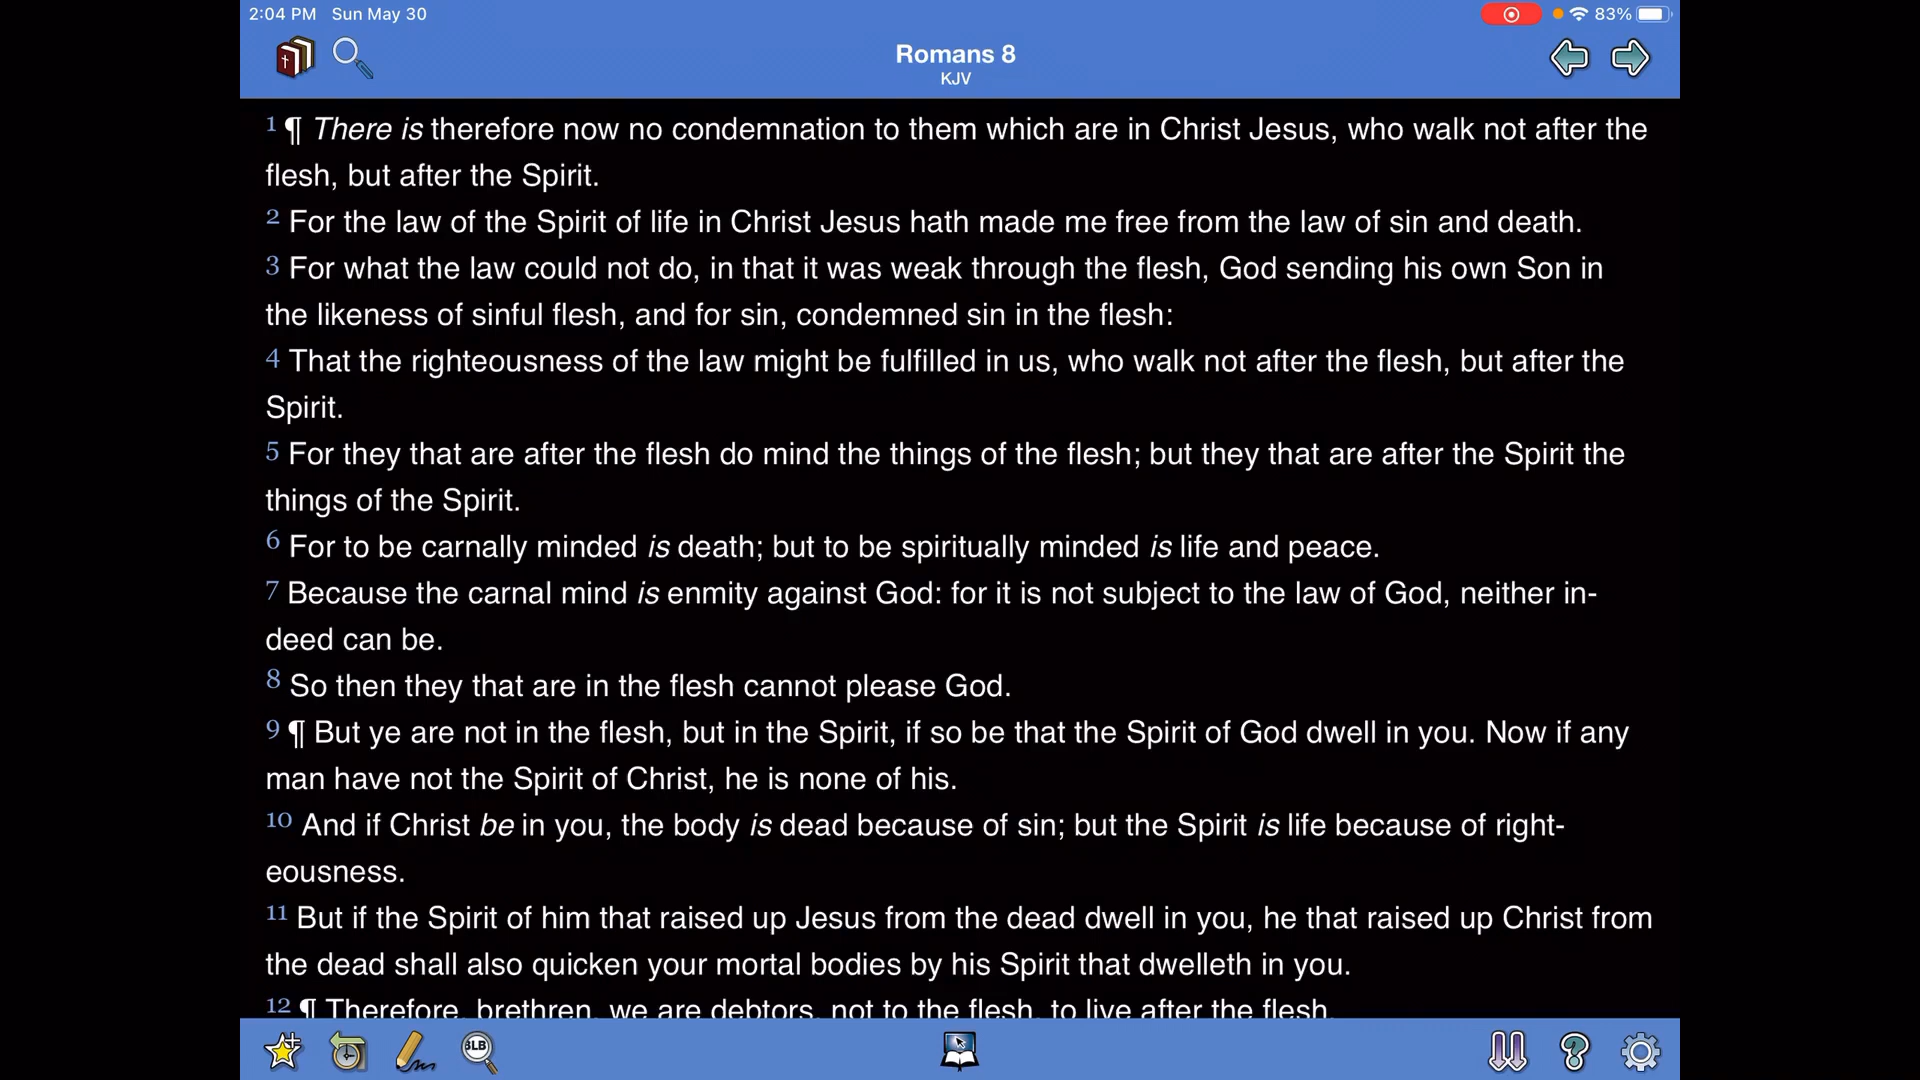 2:04 PM Sun May 30
83%
Romans 8
KJV
1 ¶ There is therefore now no condemnation to them which are in Christ Jesus, who walk not after the
flesh, but after the Spirit.
2 For the law of the Spirit of life in Christ Jesus hath made me free from the law of sin and death.
3 For what the law could not do, in that it was weak through the flesh, God sending his own Son in
the likeness of sinful flesh, and for sin, condemned sin in the flesh:
4 That the righteousness of the law might be fulfilled in us, who walk not after the flesh, but after the
Spirit.
5 For they that are after the flesh do mind the things of the flesh; but they that are after the Spirit the
things of the Spirit.
6 For to be carnally minded is death; but to be spiritually minded is life and peace.
7 Because the carnal mind is enmity against God: for it is not subject to the law of God, neither in-
deed can be.
8 So then they that are in the flesh cannot please God.
9 ¶ But ye are not in the flesh, but in the Spirit, if so be that the Spirit of God dwell in you. Now if any
man have not the Spirit of Christ, he is none of his.
10 And if Christ be in you, the body is dead because of sin; but the Spirit is life because of right-
eousness.
11 But if the Spirit of him that raised up Jesus from the dead dwell in you, he that raised up Christ from
the dead shall also quicken your mortal bodies by his Spirit that dwelleth in you.
12 ¶ Therefore, brethren, we are debtors, not to the flesh, to live after the flesh.
BLB